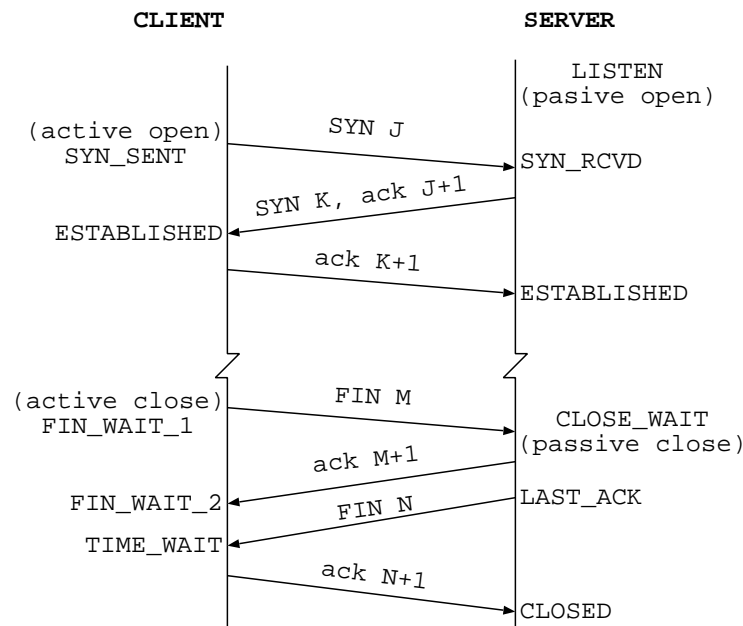 CLIENT SERVER
LISTEN
(pasive open)
(active open)
SYN J
SYN_SENT
SYN_RCVD
SYN K, ack J+1
ESTABLISHED
ack K+1
ESTABLISHED
(active close)
FIN M
FIN_WAIT_1
CLOSE_WAIT
(passive close)
ack M+1
FIN_WAIT_2
LAST_ACK
FIN N
TIME_WAIT
ack N+1
CLOSED